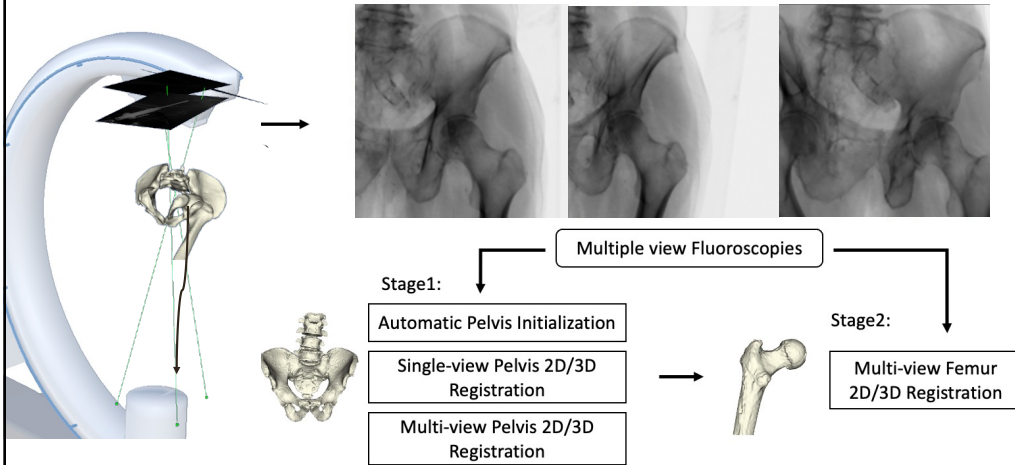 Multiple view Fluoroscopies
Stage1:
Automatic Pelvis Initialization
Single-view Pelvis 2D/3D
Registration
Multi-view Pelvis 2D/3D
Registration
Stage2:
Multi-view Femur
2D/3D Registration